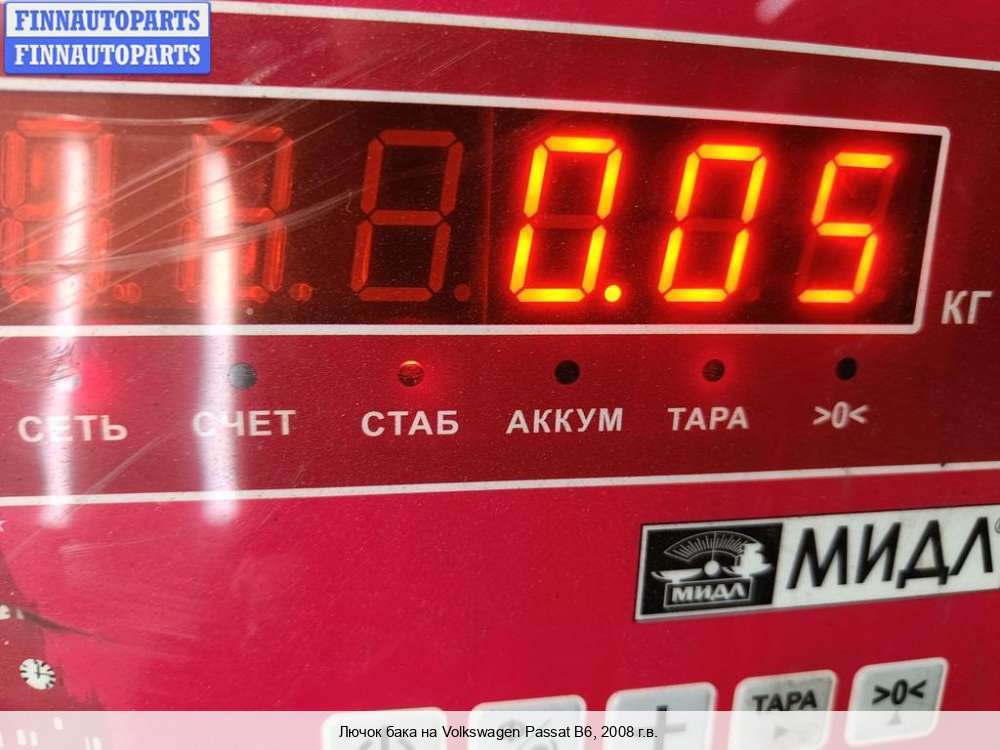 FINNAUTOPARTS
FINNAUTOPARTS
0.05
КГ
СЕТЬ СЧЕТ СТАБ АККУМ ТАРА >0<
МИДЛ МИДЛ®
ТАРА >0<
Лючок бака на Volkswagen Passat B6, 2008 г.в.